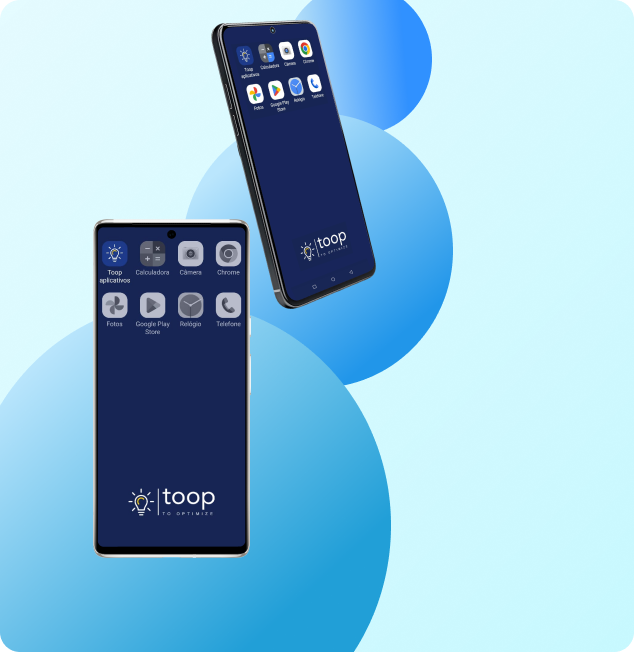 Toop
aplicativos
Calculadora
Câmera
Chrome
Fotos
Google Play
Store
Relógio
Telefone
toop
TO OPTIMIZE
Toop
aplicativos
Calculadora
Câmera
Chrome
Fotos
Google Play
Store
Relógio
Telefone
toop
TO OPTIMIZE